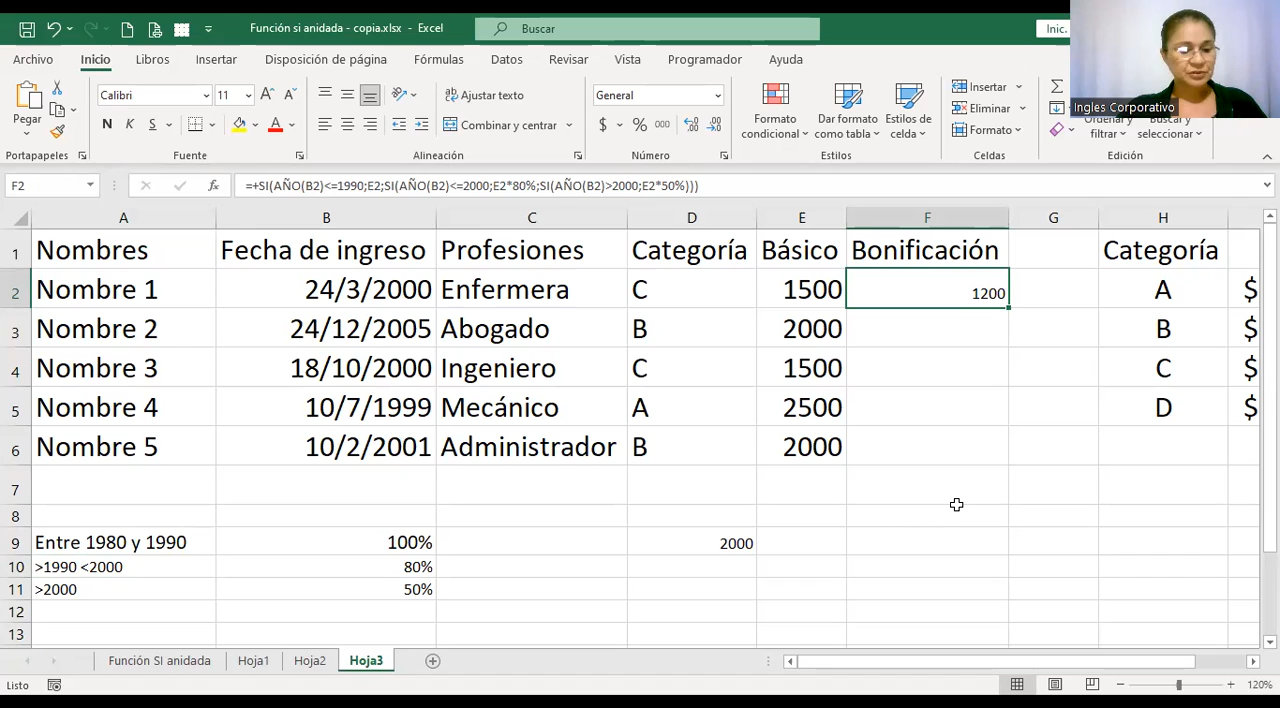 Función si anidada - copia.xlsx - Excel
Buscar
Inic.
Archivo Inicio Libros Insertar Disposición de página Fórmulas Datos Revisar Vista Programador Ayuda
Ingles Corporativo
Pegar
Calibri 11
N K S
Ajustar texto
Combinar y centrar
General
$ % 000
Formato condicional
Dar formato como tabla
Estilos de celda
Insertar
Eliminar
Formato
Ordenar y filtrar
Buscar y seleccionar
Portapapeles Fuente Alineación Número Estilos Celdas Edición
F2 fx =+SI(AÑO(B2)<=1990;E2;SI(AÑO(B2)<=2000;E2*80%;SI(AÑO(B2)>2000;E2*50%)))
A B C D E F G H
1 Nombres Fecha de ingreso Profesiones Categoría Básico Bonificación Categoría
2 Nombre 1 24/3/2000 Enfermera C 1500 1200 A $
3 Nombre 2 24/12/2005 Abogado B 2000 B $
4 Nombre 3 18/10/2000 Ingeniero C 1500 C $
5 Nombre 4 10/7/1999 Mecánico A 2500 D $
6 Nombre 5 10/2/2001 Administrador B 2000
7
8
9 Entre 1980 y 1990 100% 2000
10 >1990 <2000 80%
11 >2000 50%
12
13
Función SI anidada Hoja1 Hoja2 Hoja3
Listo 120%